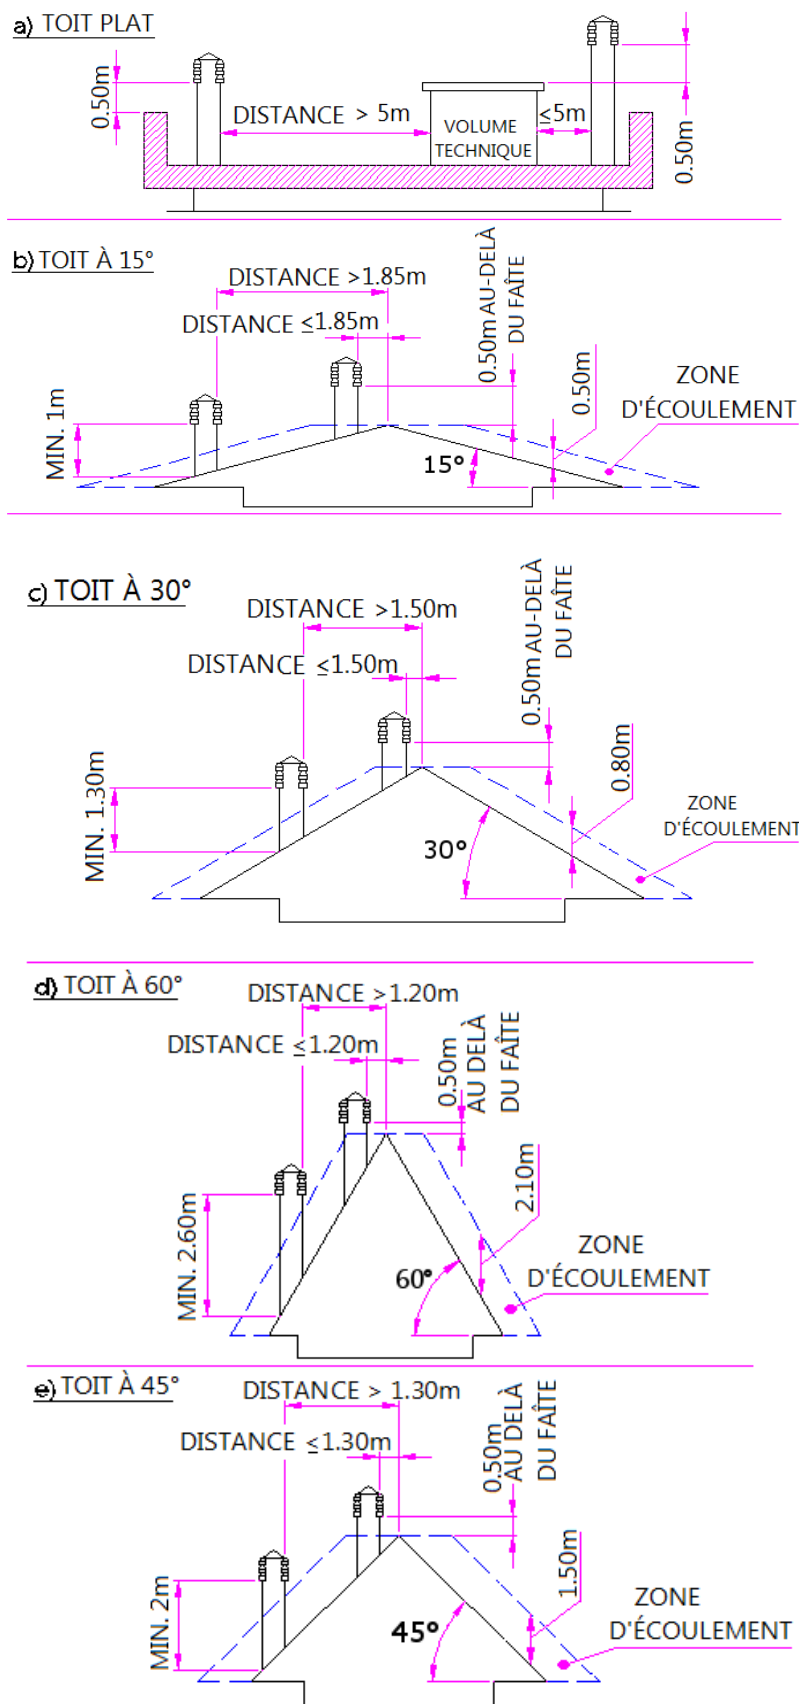 a) TOIT PLAT
0.50m
DISTANCE > 5m
≤5m
VOLUME
TECHNIQUE
0.50m
b) TOIT À 15°
DISTANCE >1.85m
DISTANCE ≤1.85m
0.50m AU-DELÀ
DU FAÎTE
MIN. 1m
15°
0.50m
ZONE
D'ÉCOULEMENT
c) TOIT À 30°
DISTANCE >1.50m
DISTANCE ≤1.50m
0.50m AU-DELÀ
DU FAÎTE
MIN. 1.30m
30°
0.80m
ZONE
D'ÉCOULEMENT
d) TOIT À 60°
DISTANCE >1.20m
DISTANCE ≤1.20m
0.50m
AU DELÀ
DU FAÎTE
MIN. 2.60m
60°
2.10m
ZONE
D'ÉCOULEMENT
e) TOIT À 45°
DISTANCE > 1.30m
DISTANCE ≤1.30m
0.50m
AU DELÀ
DU FAÎTE
MIN. 2m
45°
1.50m
ZONE
D'ÉCOULEMENT